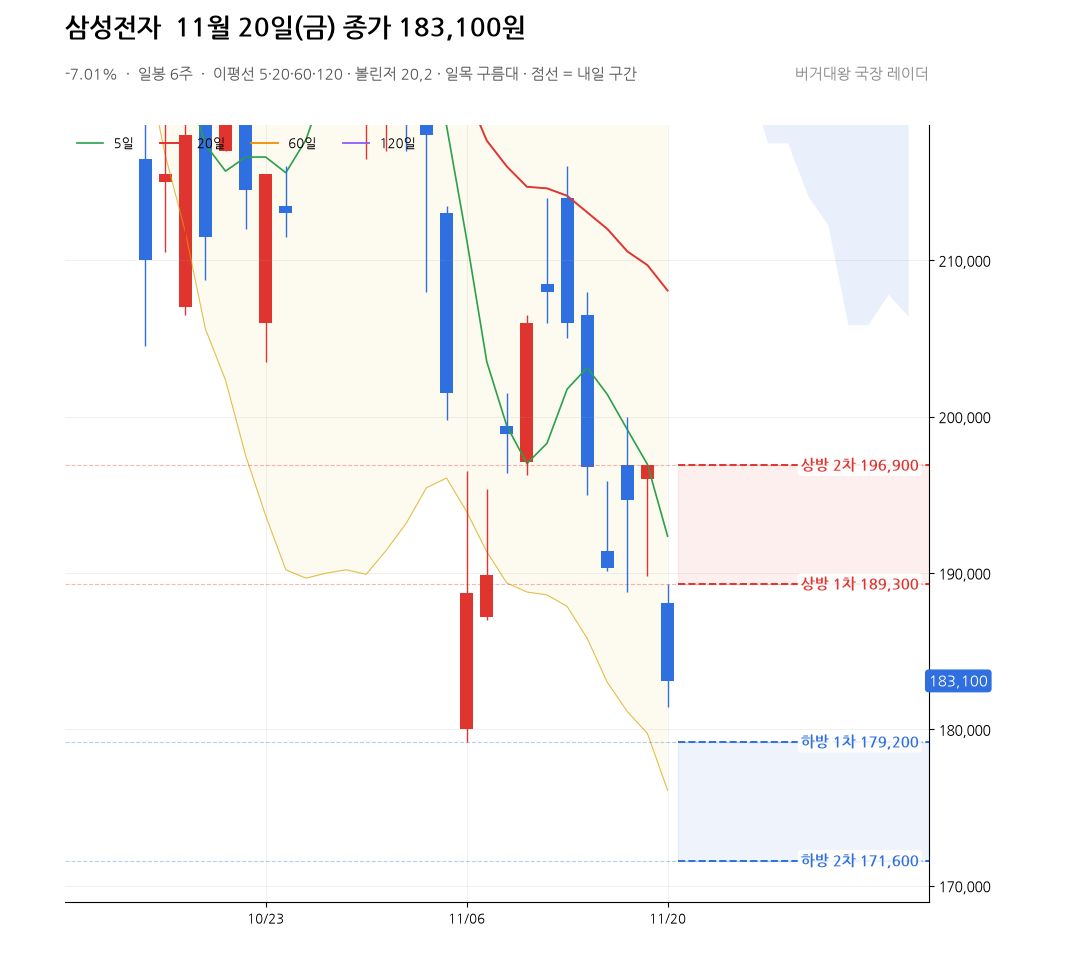 삼성전자 11월 20일(금) 종가 183,100원
-7.01% · 일봉 6주 · 이평선 5·20·60·120 · 볼린저 20,2 · 일목 구름대 · 점선 = 내일 구간
버거대왕 국장 레이더
5일 20일 60일 120일
210,000
200,000
상방 2차 196,900
190,000
상방 1차 189,300
183,100
180,000
하방 1차 179,200
하방 2차 171,600
170,000
10/23 11/06 11/20